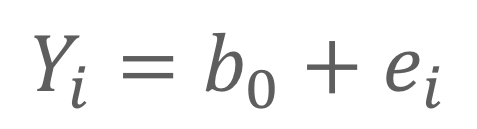 Yᵢ = b₀ + eᵢ